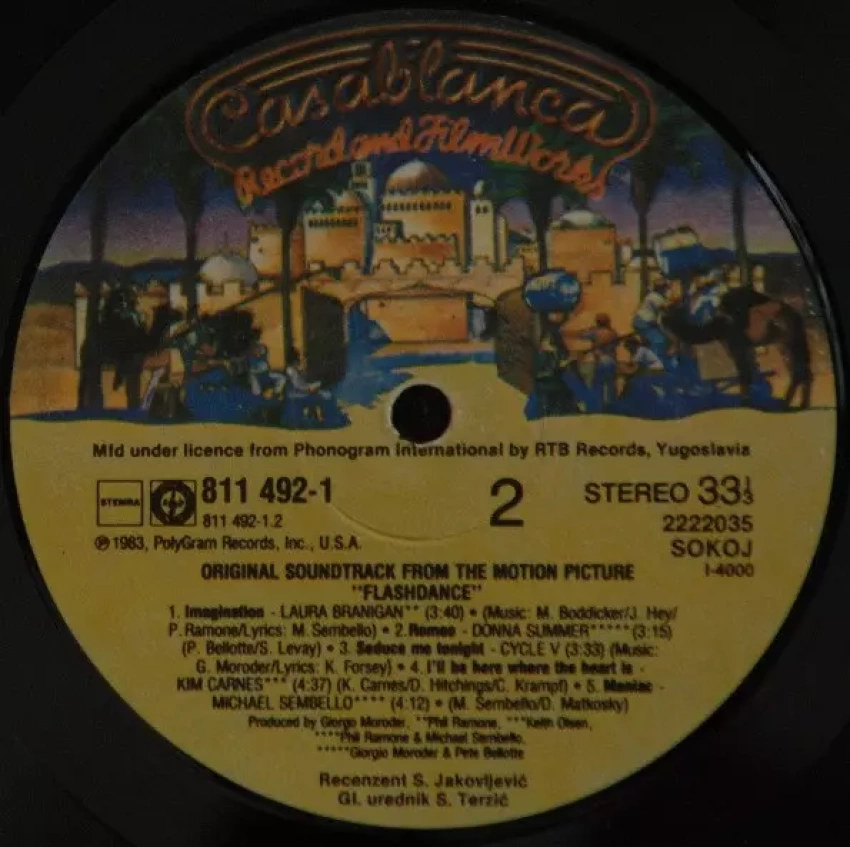 Casablanca
Record and FilmWorks
Mfd under licence from Phonogram International by RTB Records, Yugoslavia
STEMRA
811 492-1
2
STEREO 33⅓
811 492-1.2
2222035
℗ 1983, PolyGram Records, Inc., U.S.A.
SOKOJ
I-4000
ORIGINAL SOUNDTRACK FROM THE MOTION PICTURE
"FLASHDANCE"
1. Imagination - LAURA BRANIGAN** (3:40) • (Music: M. Boddicker/J. Hey/
P. Ramone/Lyrics: M. Sembello) • 2. Romeo - DONNA SUMMER***** (3:15)
(P. Bellotte/S. Levay) • 3. Seduce me tonight - CYCLE V (3:33) (Music:
G. Moroder/Lyrics: K. Forsey) • 4. I'll be here where the heart is -
KIM CARNES*** (4:37) (K. Carnes/D. Hitchings/C. Krampf) • 5. Maniac -
MICHAEL SEMBELLO**** (4:12) • (M. Sembello/D. Matkosky)
Produced by Giorgio Moroder, **Phil Ramone, ***Keith Olsen,
****Phil Ramone & Michael Sembello,
*****Giorgio Moroder & Pete Bellotte
Recenzent S. Jakovljević
Gl. urednik S. Terzić